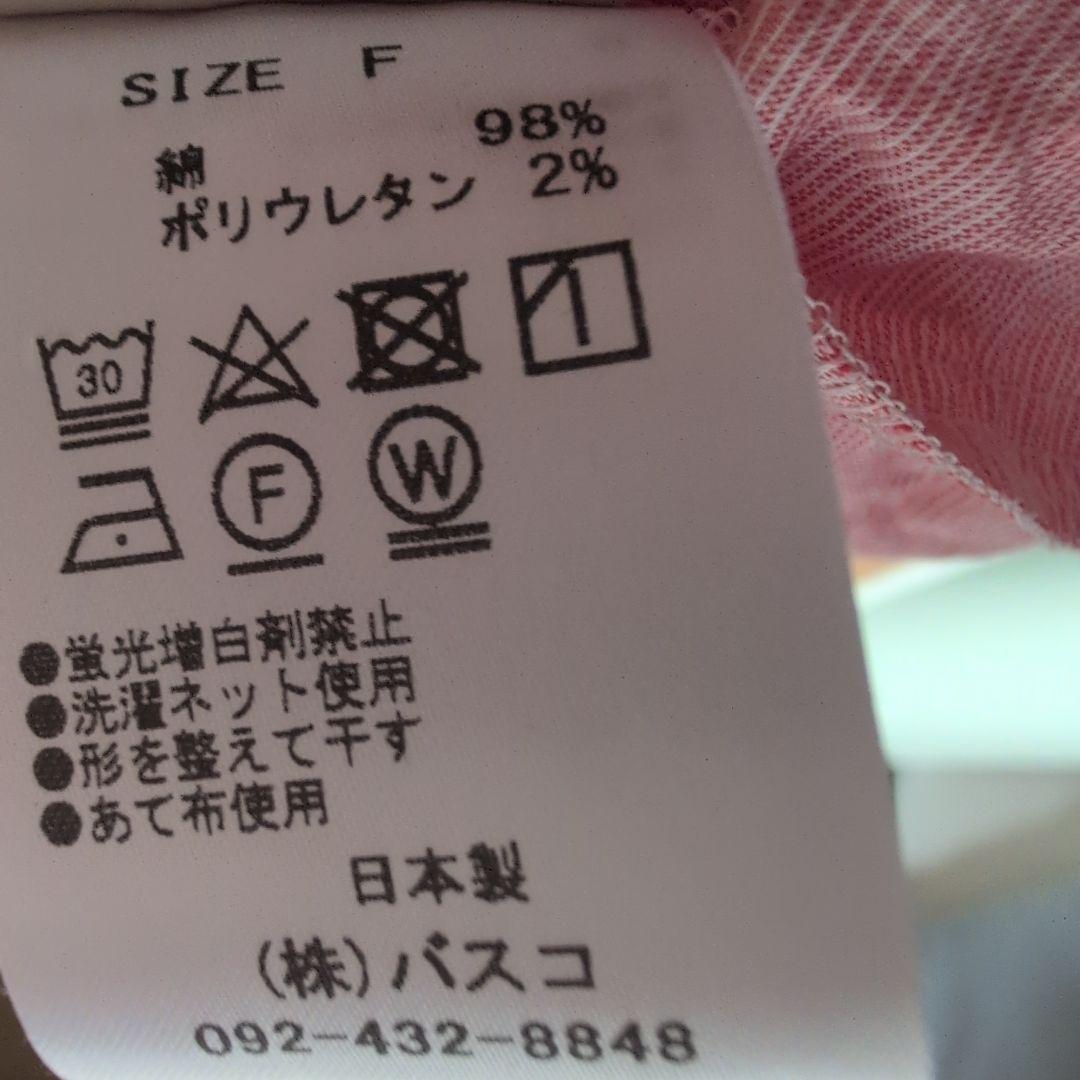 SIZE F
綿 98%
ポリウレタン 2%
30
F W
●蛍光増白剤禁止
●洗濯ネット使用
●形を整えて干す
●あて布使用
日本製
(株)バスコ
092-432-8848